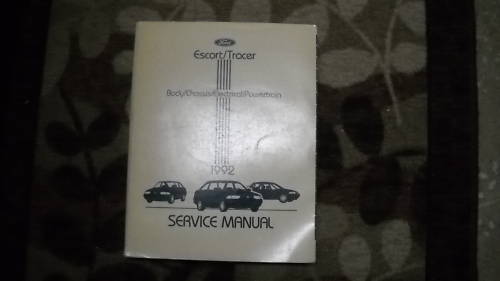 Ford
Escort/Tracer
Body/Chassis/Electrical/Powertrain
1992
SERVICE MANUAL